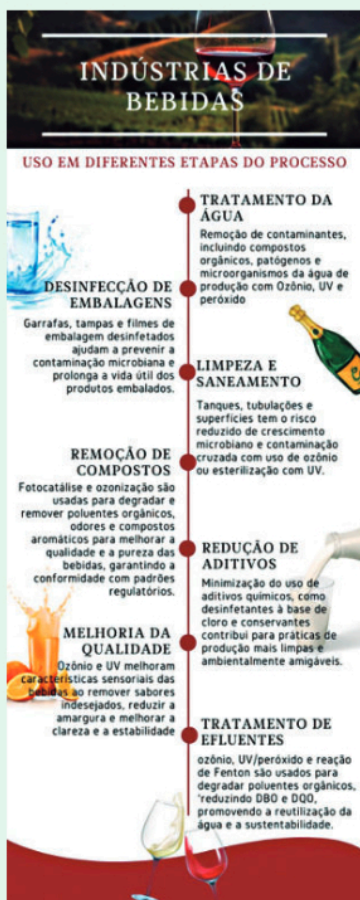 INDÚSTRIAS DE
BEBIDAS
USO EM DIFERENTES ETAPAS DO PROCESSO
TRATAMENTO DA
ÁGUA
Remoção de contaminantes,
incluindo compostos
orgânicos, patógenos e
microorganismos da água de
produção com Ozônio, UV e
peróxido
DESINFECÇÃO DE
EMBALAGENS
Garrafas, tampas e filmes de
embalagem desinfetados
ajudam a prevenir a
contaminação microbiana e
prolonga a vida útil dos
produtos embalados.
LIMPEZA E
SANEAMENTO
Tanques, tubulações e
superfícies tem o risco
reduzido de crescimento
microbiano e contaminação
cruzada com uso de ozônio
ou esterilização com UV.
REMOÇÃO DE
COMPOSTOS
Fotocatálise e ozonização são
usadas para degradar e
remover poluentes orgânicos,
odores e compostos
aromáticos para melhorar a
qualidade e a pureza das
bebidas, garantindo a
conformidade com padrões
regulatórios.
REDUÇÃO DE
ADITIVOS
Minimização do uso de
aditivos químicos, como
desinfetantes à base de
cloro e conservantes
contribui para práticas de
produção mais limpas e
ambientalmente amigáveis.
MELHORIA DA
QUALIDADE
Ozônio e UV melhoram
características sensoriais das
bebidas ao remover sabores
indesejados, reduzir a
amargura e melhorar a
clareza e a estabilidade
TRATAMENTO DE
EFLUENTES
ozônio, UV/peróxido e reação
de Fenton são usados para
degradar poluentes orgânicos,
'reduzindo DBO e DQO,
promovendo a reutilização da
água e a sustentabilidade.